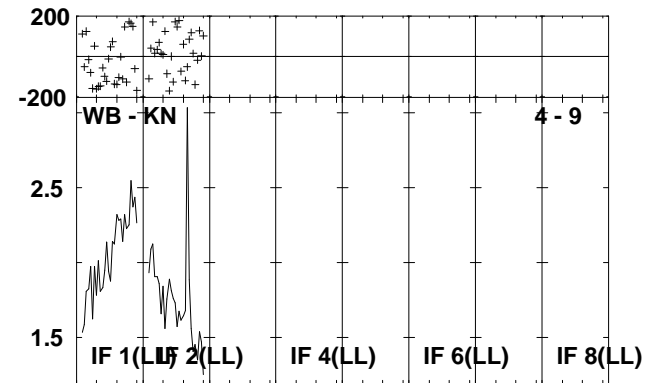 200
-200
WB - KN 4 - 9
2.5
1.5
IF 1(LL) IF 2(LL) IF 4(LL) IF 6(LL) IF 8(LL)